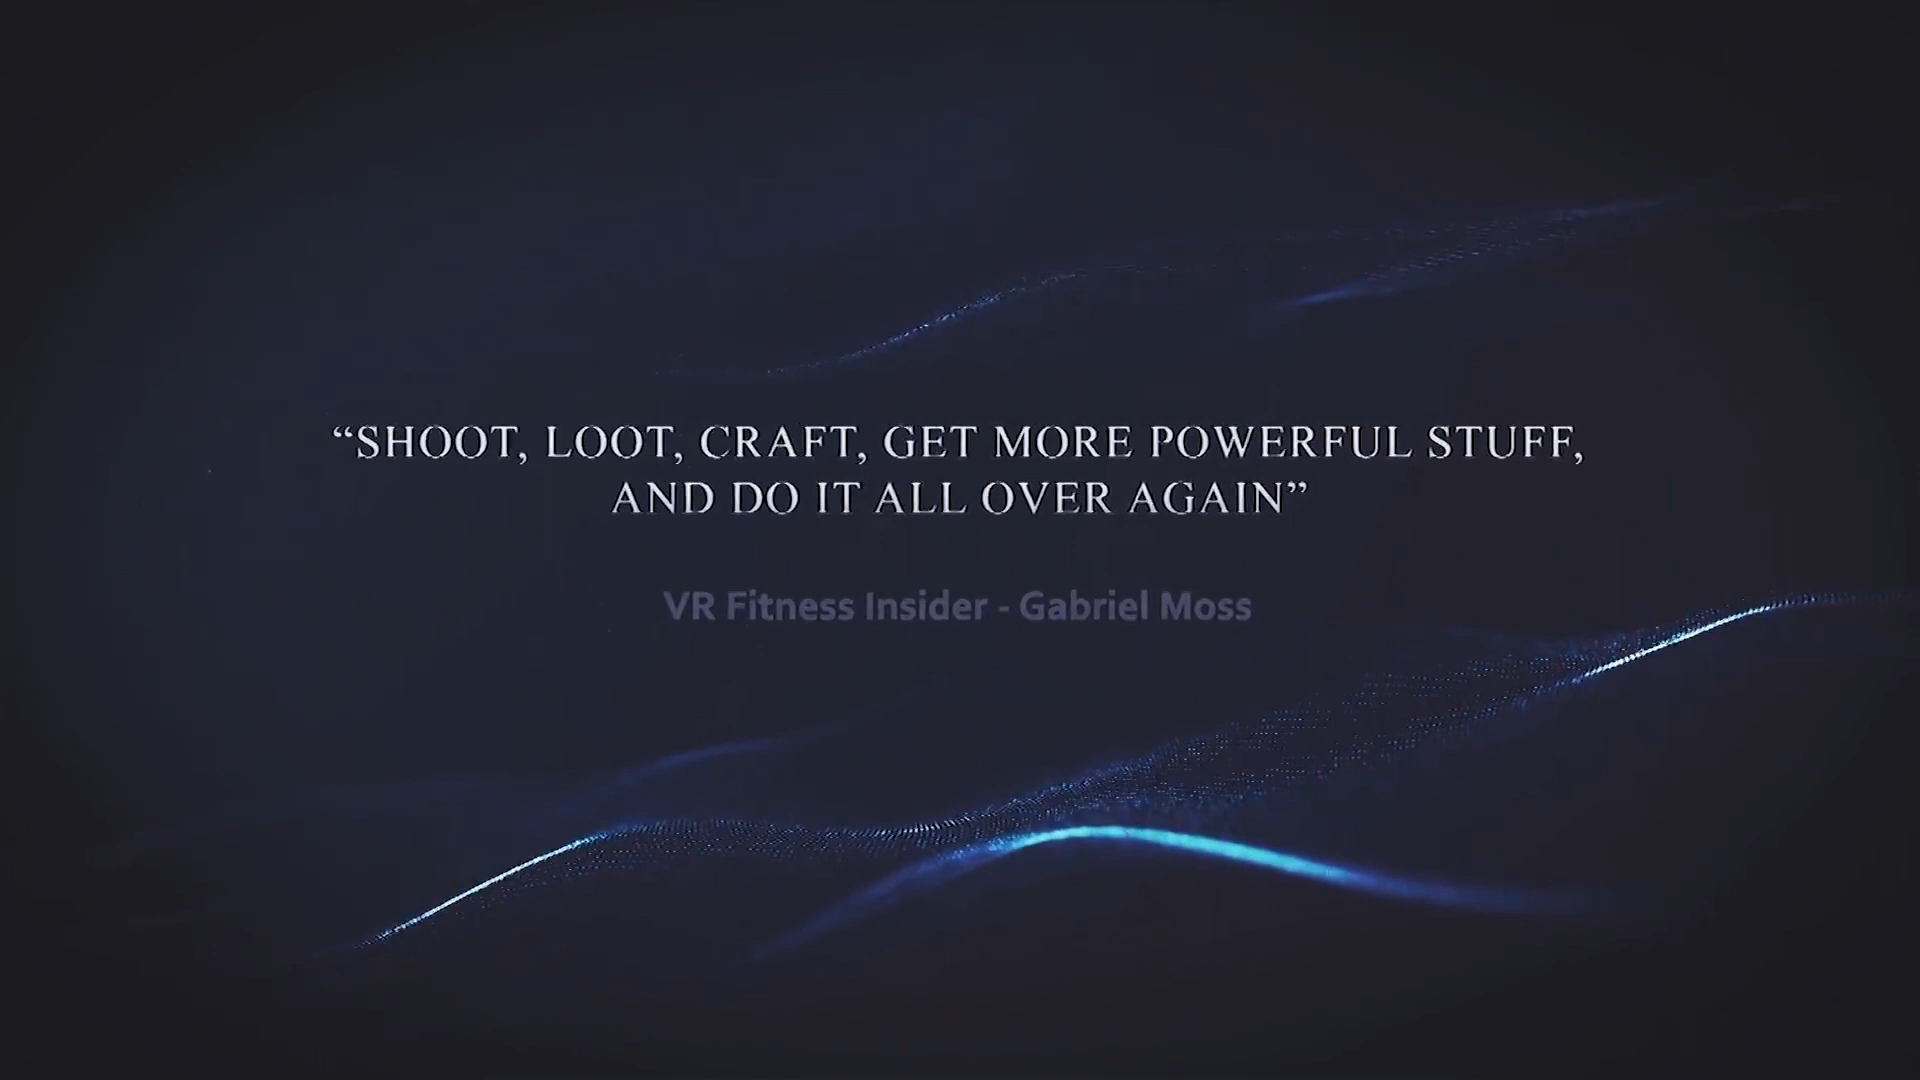 “SHOOT, LOOT, CRAFT, GET MORE POWERFUL STUFF,
AND DO IT ALL OVER AGAIN”
VR Fitness Insider - Gabriel Moss